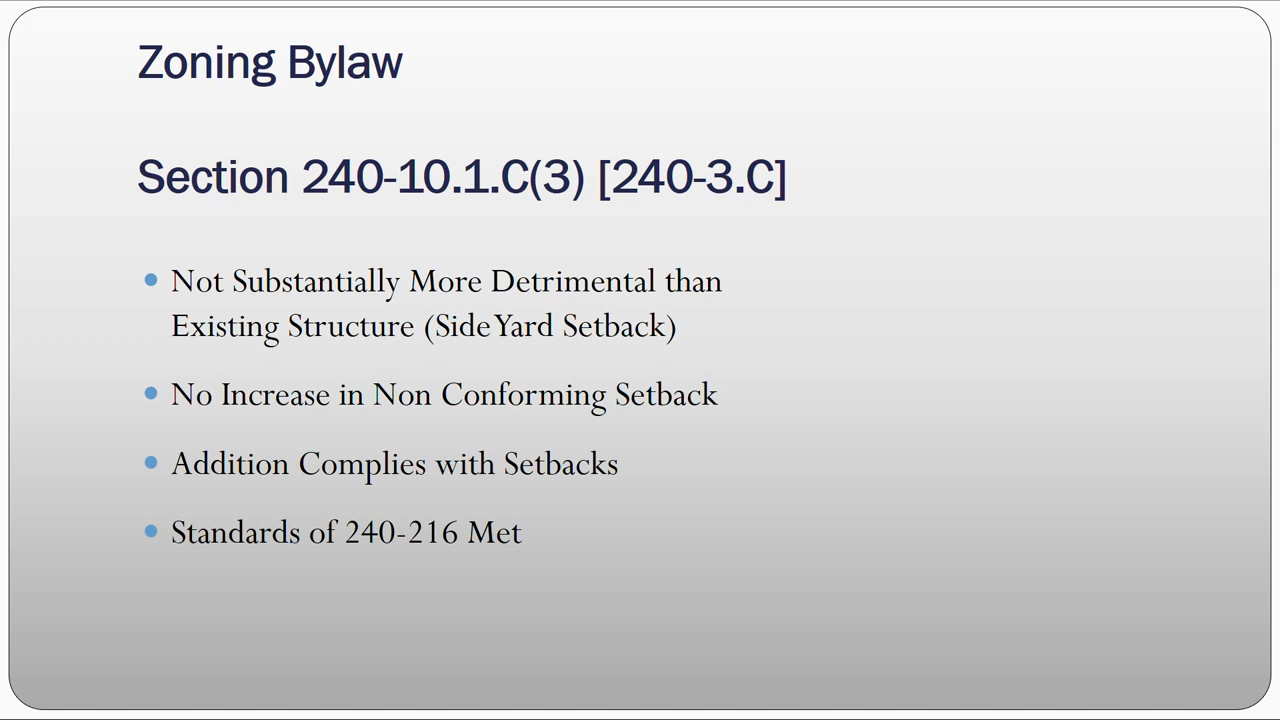 Zoning Bylaw
Section 240-10.1.C(3) [240-3.C]
Not Substantially More Detrimental than
Existing Structure (Side Yard Setback)
No Increase in Non Conforming Setback
Addition Complies with Setbacks
Standards of 240-216 Met